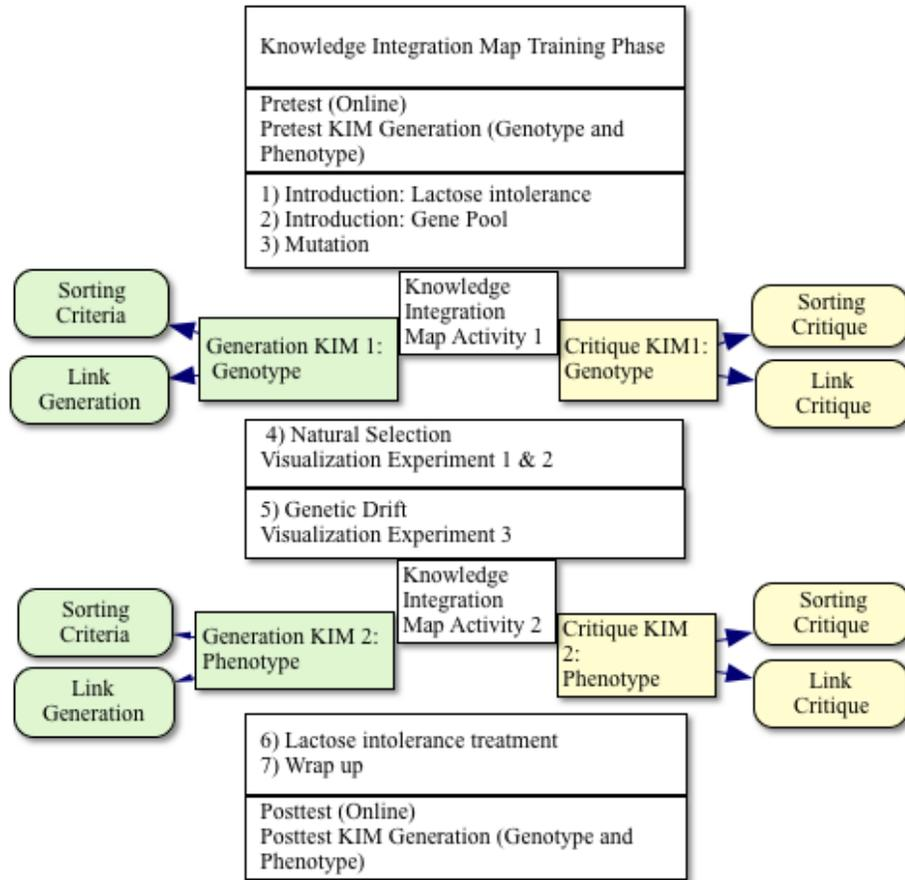 Knowledge Integration Map Training Phase
Pretest (Online)
Pretest KIM Generation (Genotype and
Phenotype)
1) Introduction: Lactose intolerance
2) Introduction: Gene Pool
3) Mutation
Knowledge
Integration
Map Activity 1
Sorting
Criteria
Link
Generation
Generation KIM 1:
Genotype
Critique KIM1:
Genotype
Sorting
Critique
Link
Critique
4) Natural Selection
Visualization Experiment 1 & 2
5) Genetic Drift
Visualization Experiment 3
Knowledge
Integration
Map Activity 2
Sorting
Criteria
Link
Generation
Generation KIM 2:
Phenotype
Critique KIM
2:
Phenotype
Sorting
Critique
Link
Critique
6) Lactose intolerance treatment
7) Wrap up
Posttest (Online)
Posttest KIM Generation (Genotype and
Phenotype)